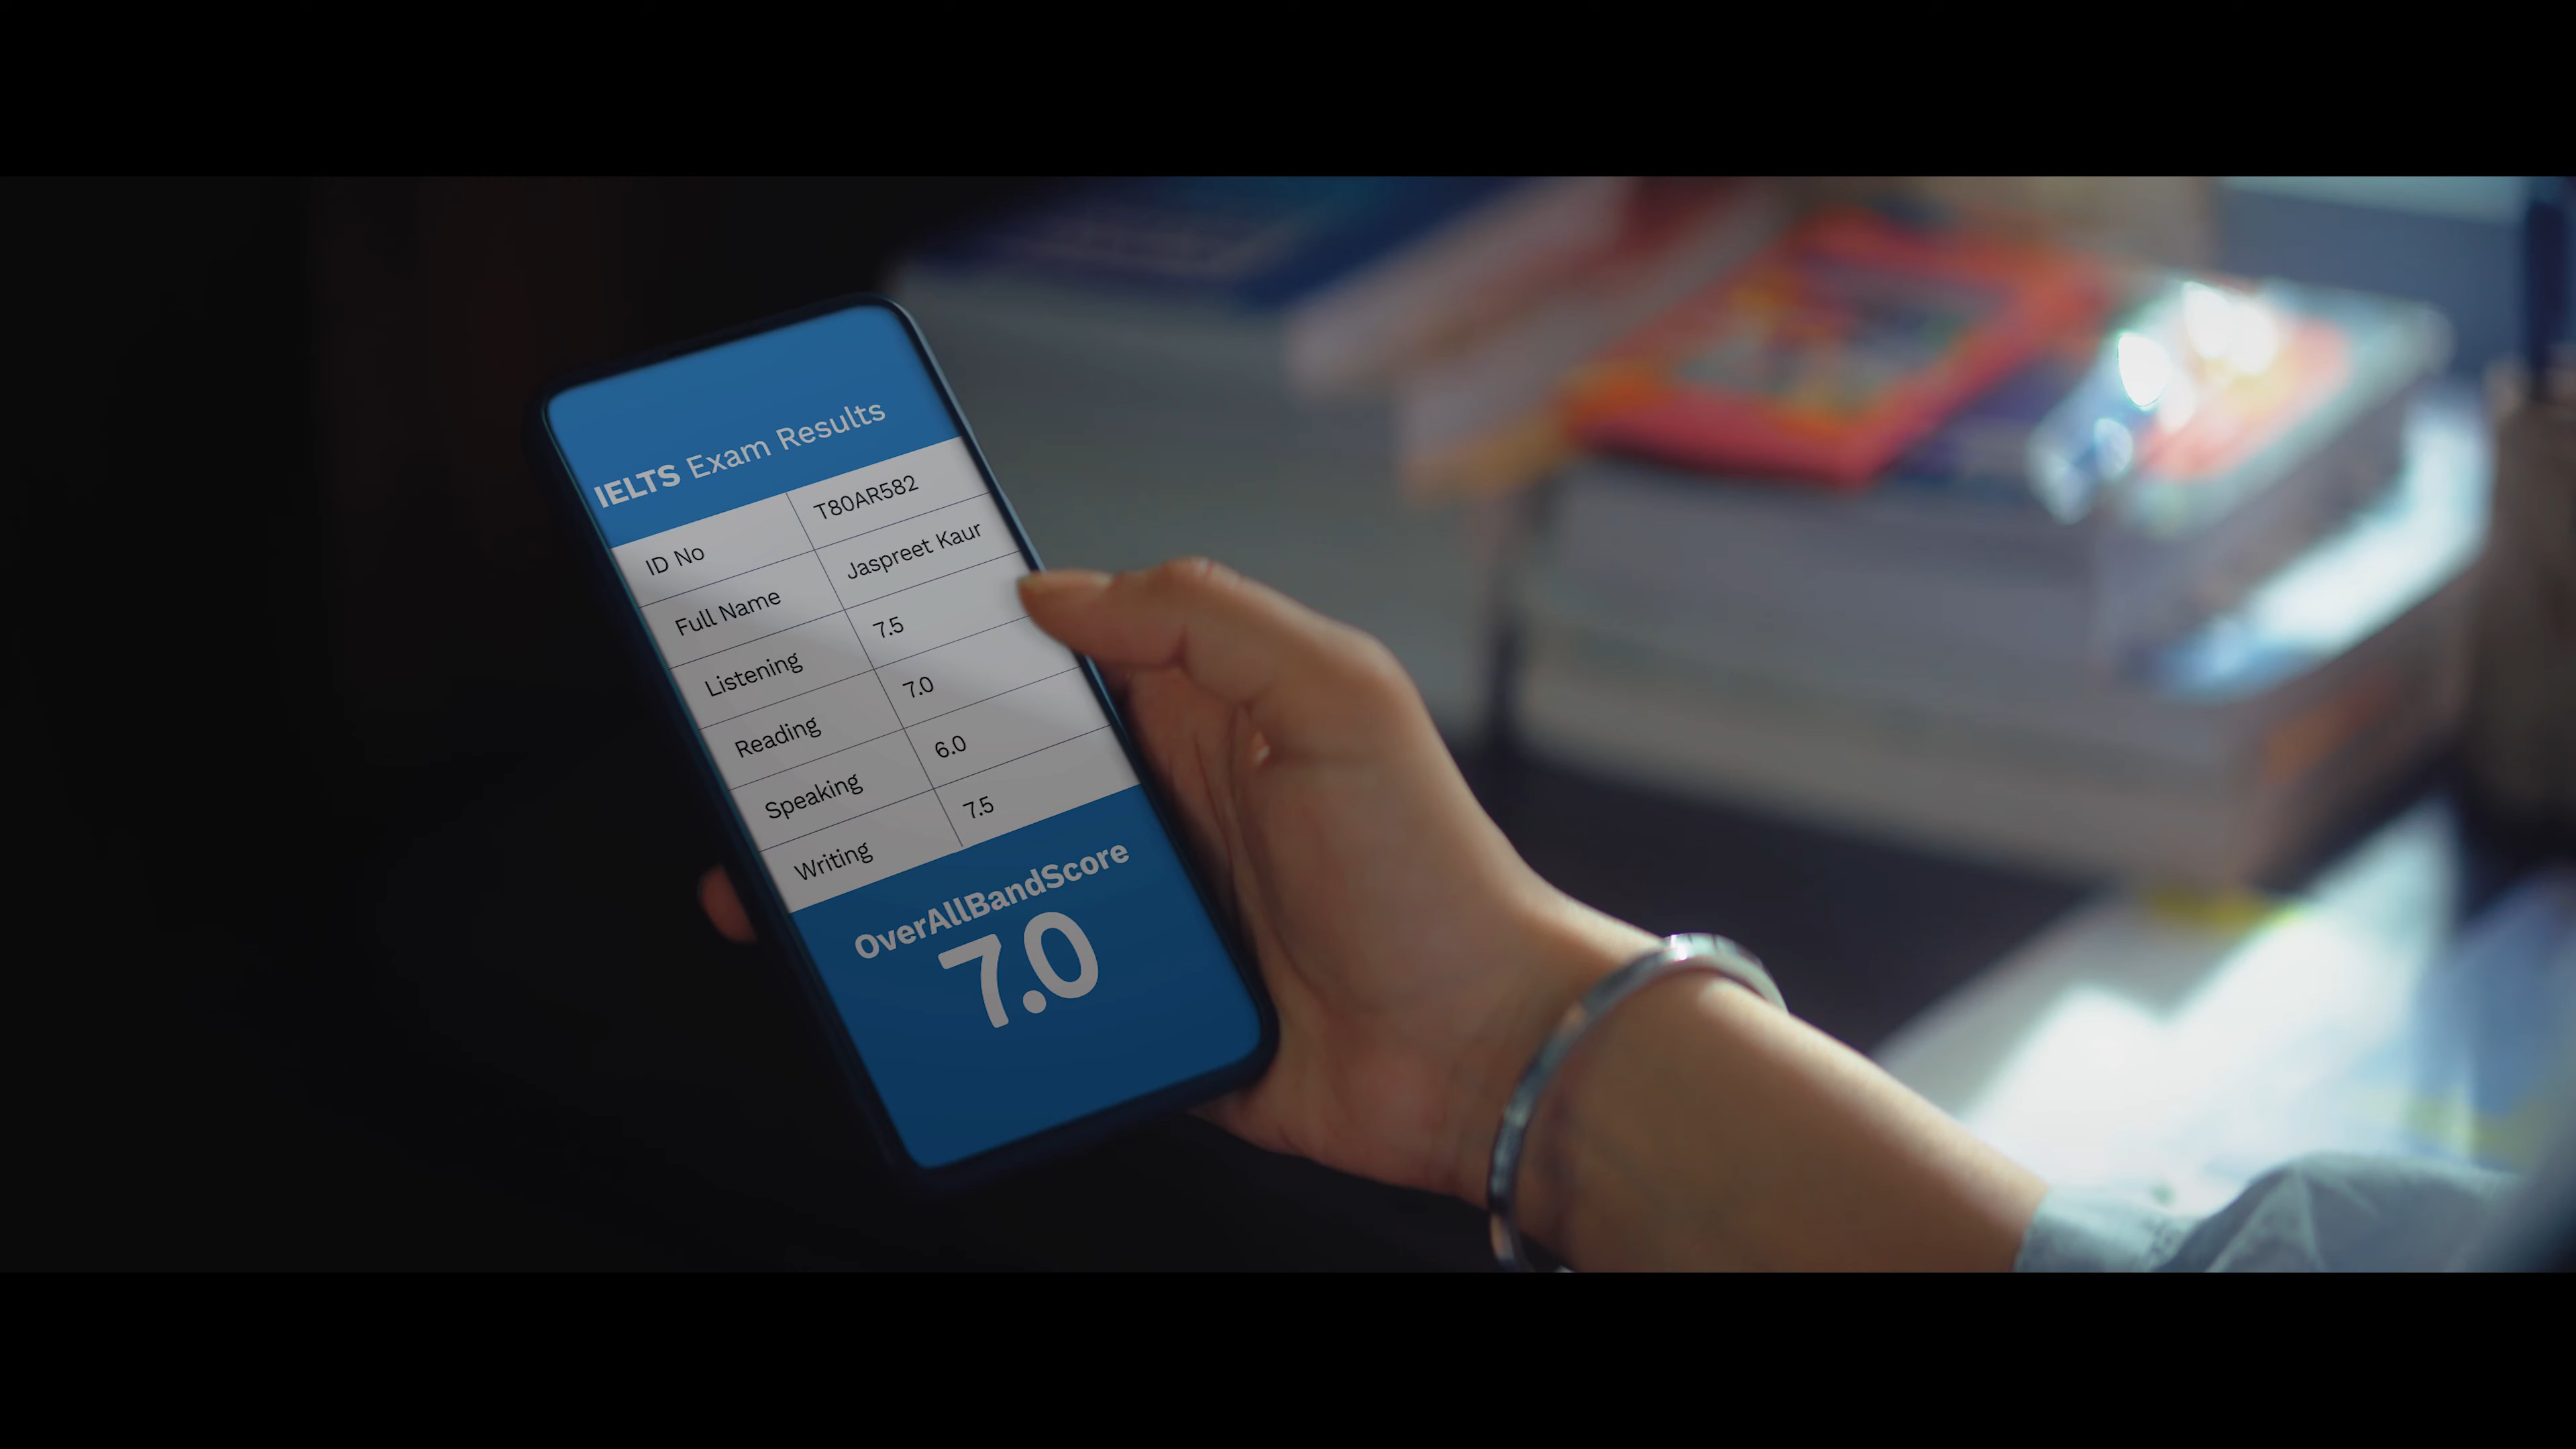 IELTS Exam Results
ID No T80AR582
Full Name Jaspreet Kaur
Listening 7.5
Reading 7.0
Speaking 6.0
Writing 7.5
OverAllBandScore
7.0